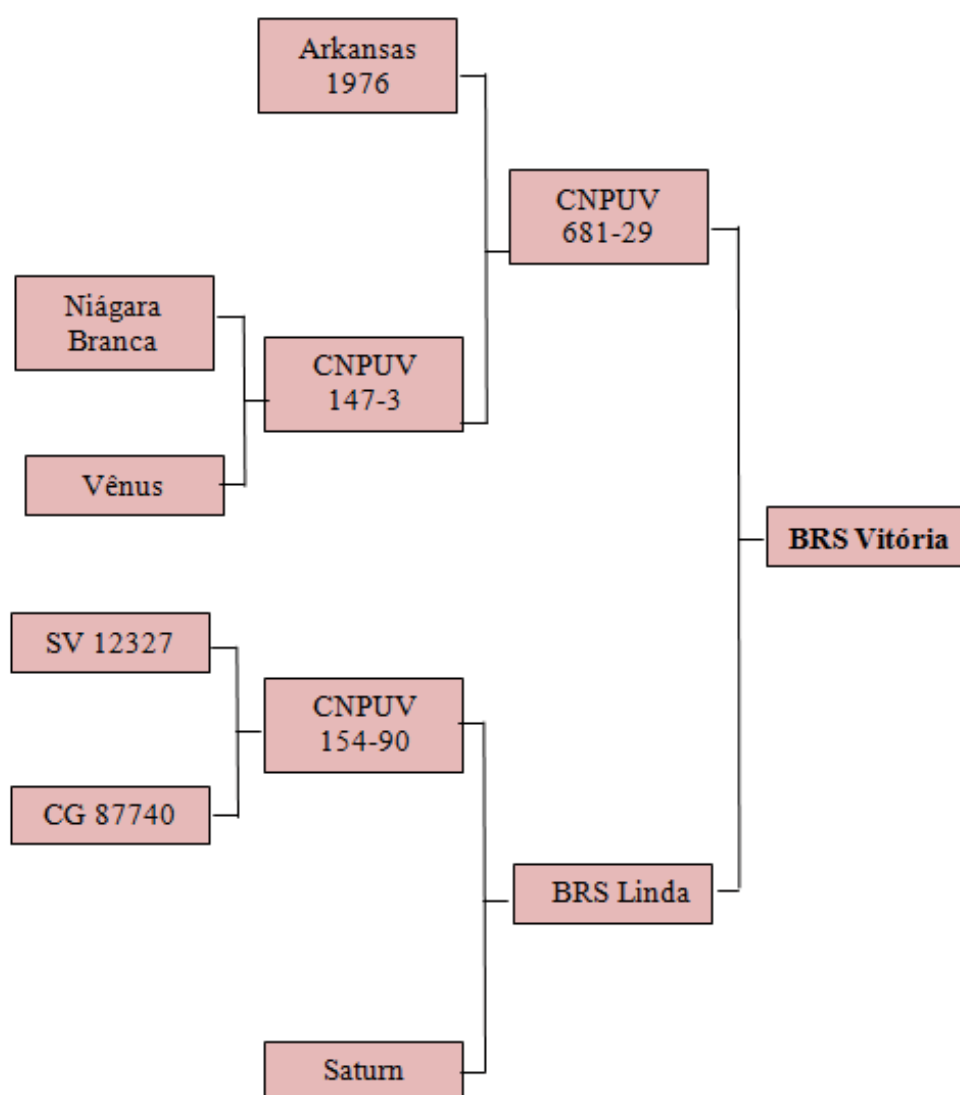 Arkansas
1976
CNPUV
681-29
Niágara
Branca
CNPUV
147-3
Vênus
BRS Vitória
SV 12327
CNPUV
154-90
CG 87740
BRS Linda
Saturn